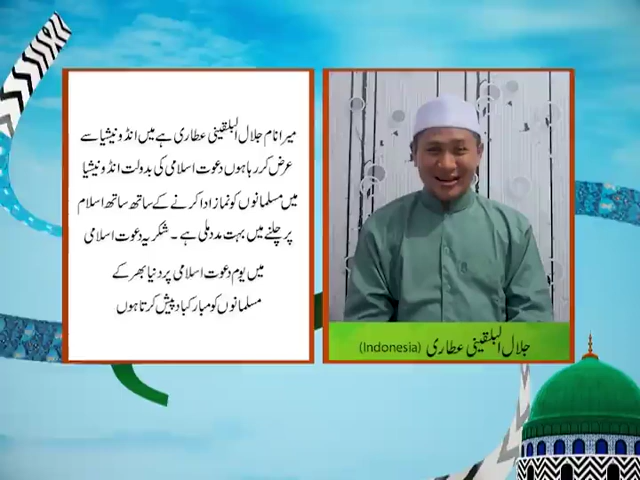 میرا نام جلال البلقینی عطاری ہے میں انڈونیشیا سے
عرض کر رہا ہوں دعوت اسلامی کی بدولت انڈونیشیا
میں مسلمانوں کو نماز ادا کرنے کے ساتھ ساتھ اسلام
پر چلنے میں بہت مدد ملی ہے ۔ شکریہ دعوت اسلامی
میں یوم دعوت اسلامی پر دنیا بھر کے
مسلمانوں کو مبارکباد پیش کرتا ہوں
جلال البلقینی عطاری (Indonesia)